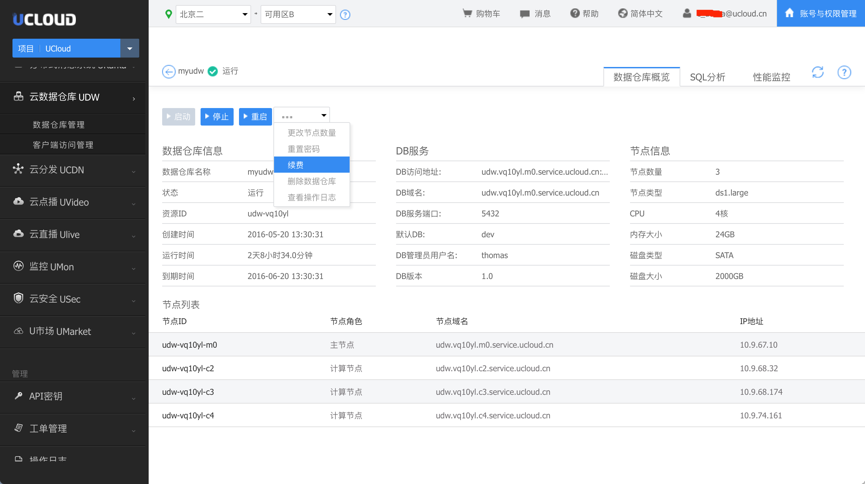 北京二
可用区B
购物车
消息
帮助
简体中文
a@ucloud.cn
账号与权限管理
UCLOUD
项目 UCloud
云数据仓库 UDW
数据仓库管理
客户端访问管理
云分发 UCDN
云点播 UVideo
云直播 Ulive
监控 UMon
云安全 USec
U市场 UMarket
管理
API密钥
工单管理
操作日志
myudw 运行
数据仓库概览
SQL分析
性能监控
启动
停止
重启
...
更改节点数量
重置密码
续费
删除数据仓库
查看操作日志
数据仓库信息
数据仓库名称 myudw
状态 运行
资源ID udw-vq10yl
创建时间 2016-05-20 13:30:31
运行时间 2天8小时34.0分钟
到期时间 2016-06-20 13:30:31
DB服务
DB访问地址: udw.vq10yl.m0.service.ucloud.cn:...
DB域名: udw.vq10yl.m0.service.ucloud.cn
DB服务端口: 5432
默认DB: dev
DB管理员用户名: thomas
DB版本 1.0
节点信息
节点数量 3
节点类型 ds1.large
CPU 4核
内存大小 24GB
磁盘类型 SATA
磁盘大小 2000GB
节点列表
节点ID 节点角色 节点域名 IP地址
udw-vq10yl-m0 主节点 udw.vq10yl.m0.service.ucloud.cn 10.9.67.10
udw-vq10yl-c2 计算节点 udw.vq10yl.c2.service.ucloud.cn 10.9.68.32
udw-vq10yl-c3 计算节点 udw.vq10yl.c3.service.ucloud.cn 10.9.68.174
udw-vq10yl-c4 计算节点 udw.vq10yl.c4.service.ucloud.cn 10.9.74.161